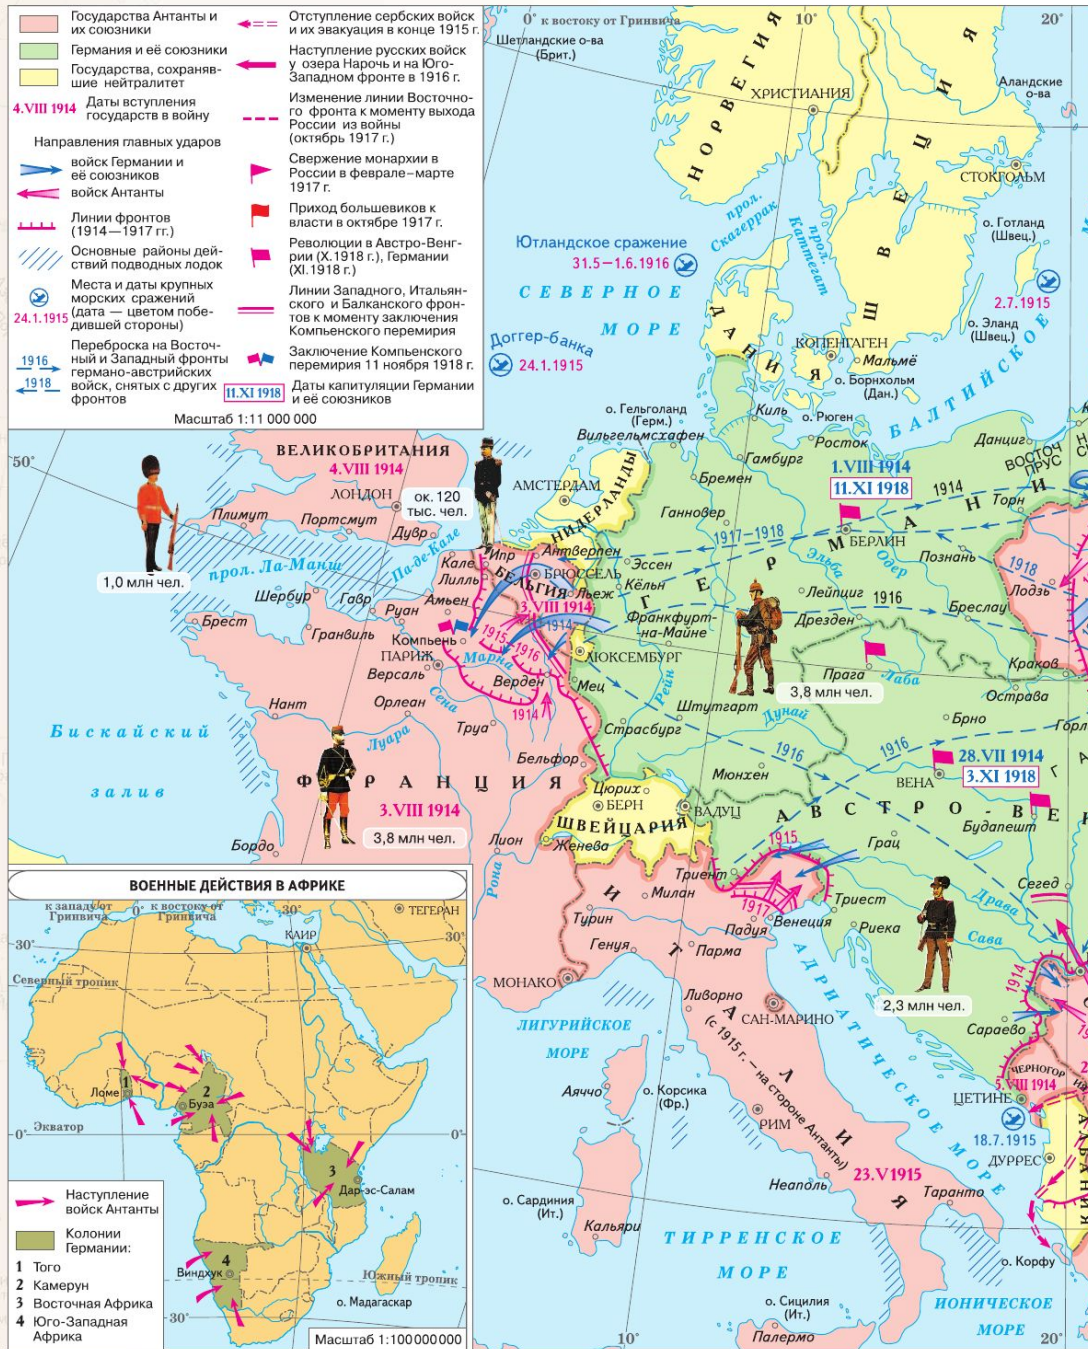 Государства Антанты и
их союзники
Германия и её союзники
Государства, сохраняв-
шие нейтралитет
4.VIII 1914
Даты вступления
государств в войну
Направления главных ударов
войск Германии и
её союзников
войск Антанты
Линии фронтов
(1914—1917 гг.)
Основные районы дей-
ствий подводных лодок
Места и даты крупных
морских сражений
(дата — цветом побе-
дившей стороны)
24.1.1915
1916
1918
Переброска на Восточ-
ный и Западный фронты
германо-австрийских
войск, снятых с других
фронтов
Отступление сербских войск
и их эвакуация в конце 1915 г.
Наступление русских войск
у озера Нарочь и на Юго-
Западном фронте в 1916 г.
Изменение линии Восточно-
го фронта к моменту выхода
России из войны
(октябрь 1917 г.)
Свержение монархии в
России в феврале–марте
1917 г.
Приход большевиков к
власти в октябре 1917 г.
Революции в Австро-Венг-
рии (X.1918 г.), Германии
(XI.1918 г.)
Линии Западного, Итальян-
ского и Балканского фрон-
тов к моменту заключения
Компьенского перемирия
Заключение Компьенского
перемирия 11 ноября 1918 г.
11.XI 1918
Даты капитуляции Германии
и её союзников
Масштаб 1:11 000 000
0° к востоку от Гринвича
10°
20°
Шетландские о-ва
(Брит.)
НОРВЕГИЯ
ХРИСТИАНИЯ
ШВЕЦИЯ
Аландские
о-ва
СТОКГОЛЬМ
о. Готланд
(Швец.)
2.7.1915
о. Эланд
(Швец.)
прол.
Скагеррак
прол.
Каттегат
Ютландское сражение
31.5–1.6.1916
СЕВЕРНОЕ
МОРЕ
Доггер-банка
24.1.1915
ДАНИЯ
КОПЕНГАГЕН
Мальмё
о. Борнхольм
(Дан.)
БАЛТИЙСКОЕ
о. Гельголанд
(Герм.)
Вильгельмсхафен
Киль
о. Рюген
Росток
Гамбург
Бремен
Данциг
ВОСТОЧ
ПРУС
50°
ВЕЛИКОБРИТАНИЯ
4.VIII 1914
ЛОНДОН
ок. 120
тыс. чел.
Плимут
Портсмут
Дувр
Па-де-Кале
прол. Ла-Манш
1,0 млн чел.
АМСТЕРДАМ
НИДЕРЛАНДЫ
Ганновер
1.VIII 1914
11.XI 1918
БЕРЛИН
1914
Торн
1917–1918
ГЕРМАНИ
Эльба
Одер
Познань
1918
Лодзь
Ипр
Антверпен
Кале
Лилль
БЕЛЬГИЯ
БРЮССЕЛЬ
Льеж
3.VIII 1914
1914
Эссен
Кёльн
Лейпциг
1916
Бреслау
Дрезден
Франкфурт-
на-Майне
Шербур
Гавр
Руан
Амьен
Брест
Гранвиль
Компьень
1915–1916
Марна
ПАРИЖ
Версаль
Верден
ЛЮКСЕМБУРГ
Мец
Рейн
3,8 млн чел.
Прага
Лаба
Краков
Острава
Нант
Орлеан
Сена
1914
Труа
Страсбург
Штутгарт
Дунай
Брно
Горл
Бискайский
залив
Луара
Бельфор
Мюнхен
1916
1916
28.VII 1914
ВЕНА
3.XI 1918
ФРАНЦИЯ
3.VIII 1914
3,8 млн чел.
Цюрих
БЕРН
ВАДУЦ
ШВЕЙЦАРИЯ
АВСТРО-ВЕ
Будапешт
Бордо
Лион
Женева
1915
Грац
Рона
Триент
Милан
Сегед
Драва
Турин
1917
Венеция
Триест
Падуя
Риека
Сава
Генуя
Парма
МОНАКО
1914
2,3 млн чел.
Ливорно
САН-МАРИНО
Сараево
ЛИГУРИЙСКОЕ
МОРЕ
АДРИАТИЧЕСКОЕ МОРЕ
ИТАЛИЯ
(с 1915 г. — на стороне Антанты)
ЧЕРНОГОР
5.VIII 1914
ЦЕТИНЕ
18.7.1915
ДУРРЕС
Аяччо
о. Корсика
(Фр.)
РИМ
23.V 1915
Неаполь
Таранто
АЛБАНИЯ
о. Сардиния
(Ит.)
Кальяри
ТИРРЕНСКОЕ
МОРЕ
о. Корфу
о. Сицилия
(Ит.)
Палермо
ИОНИЧЕСКОЕ
МОРЕ
10°
20°
ВОЕННЫЕ ДЕЙСТВИЯ В АФРИКЕ
к западу от
Гринвича
0°
к востоку от
Гринвича
30°
ТЕГЕРАН
КАИР
30°
30°
Северный тропик
1
Ломе
2
Буэа
Экватор
0°
0°
3
Дар-эс-Салам
4
Виндхук
Южный тропик
о. Мадагаскар
30°
Наступление
войск Антанты
Колонии
Германии:
1 Того
2 Камерун
3 Восточная Африка
4 Юго-Западная
Африка
Масштаб 1:100 000 000